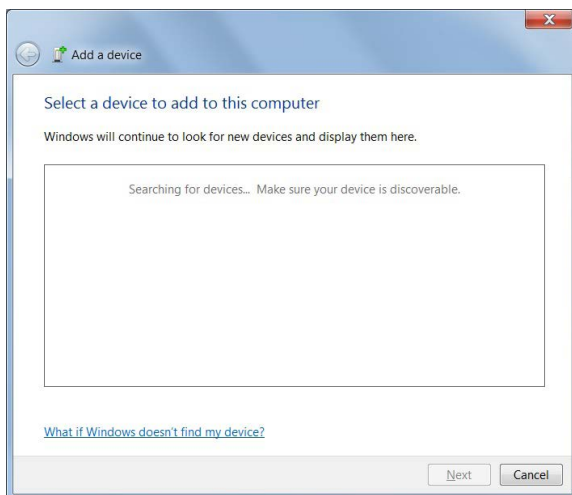 Add a device
Select a device to add to this computer
Windows will continue to look for new devices and display them here.
Searching for devices... Make sure your device is discoverable.
What if Windows doesn't find my device?
Next Cancel